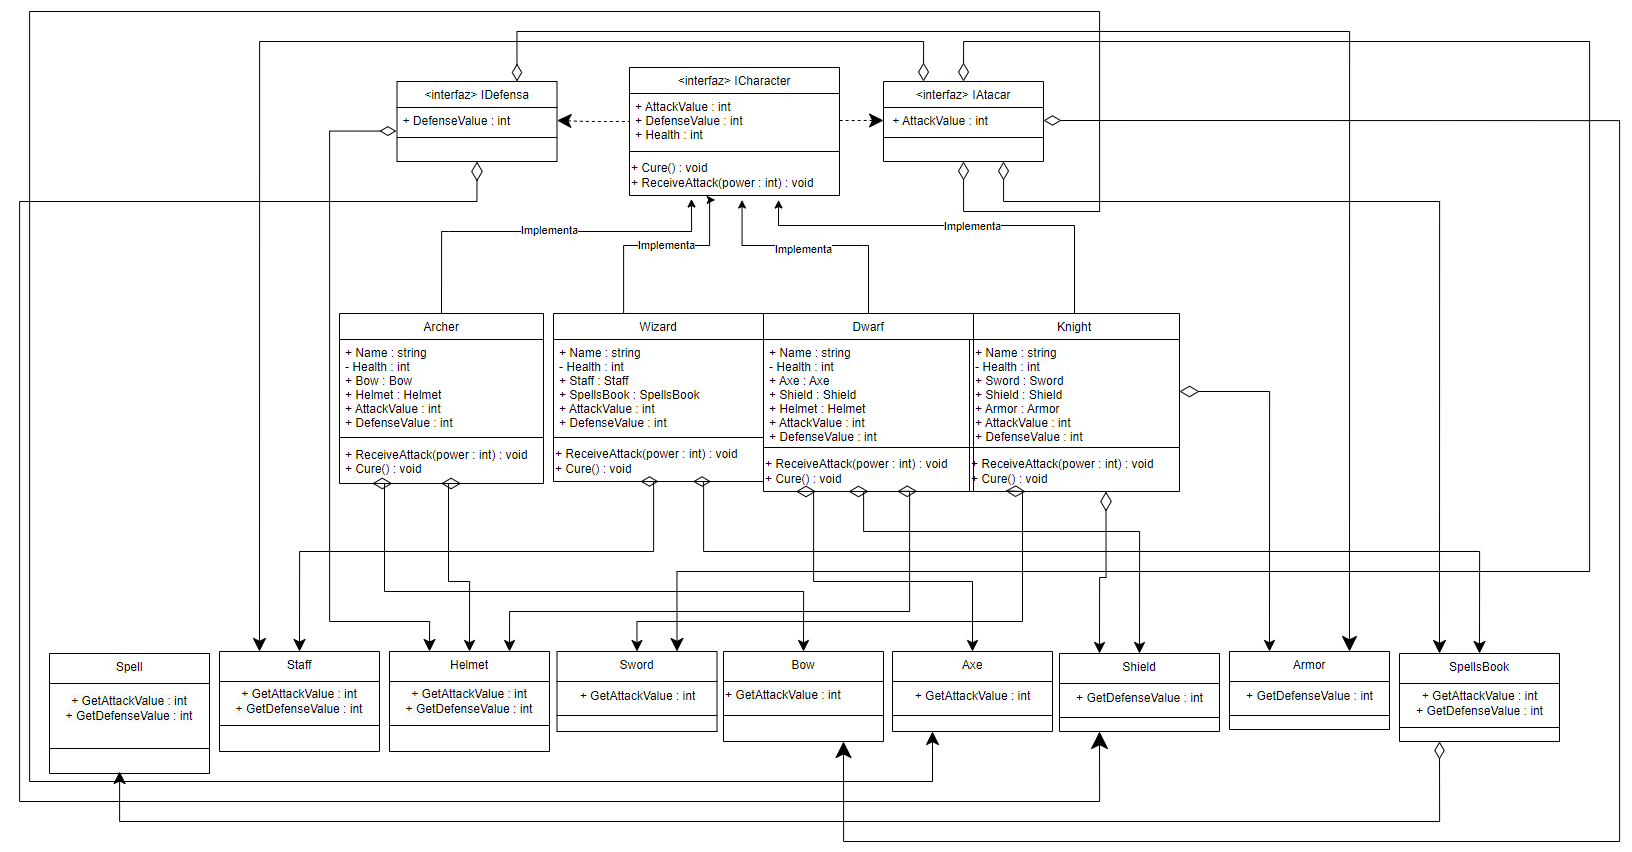 <interfaz> IDefensa
+ DefenseValue : int
<interfaz> ICharacter
+ AttackValue : int
+ DefenseValue : int
+ Health : int
+ Cure() : void
+ ReceiveAttack(power : int) : void
<interfaz> IAtacar
+ AttackValue : int
Implementa
Implementa
Implementa
Implementa
Archer
+ Name : string
- Health : int
+ Bow : Bow
+ Helmet : Helmet
+ AttackValue : int
+ DefenseValue : int
+ ReceiveAttack(power : int) : void
+ Cure() : void
Wizard
+ Name : string
- Health : int
+ Staff : Staff
+ SpellsBook : SpellsBook
+ AttackValue : int
+ DefenseValue : int
+ ReceiveAttack(power : int) : void
+ Cure() : void
Dwarf
+ Name : string
- Health : int
+ Axe : Axe
+ Shield : Shield
+ Helmet : Helmet
+ AttackValue : int
+ DefenseValue : int
+ ReceiveAttack(power : int) : void
+ Cure() : void
Knight
+ Name : string
- Health : int
+ Sword : Sword
+ Shield : Shield
+ Armor : Armor
+ AttackValue : int
+ DefenseValue : int
+ ReceiveAttack(power : int) : void
+ Cure() : void
Spell
+ GetAttackValue : int
+ GetDefenseValue : int
Staff
+ GetAttackValue : int
+ GetDefenseValue : int
Helmet
+ GetAttackValue : int
+ GetDefenseValue : int
Sword
+ GetAttackValue : int
Bow
+ GetAttackValue : int
Axe
+ GetAttackValue : int
Shield
+ GetDefenseValue : int
Armor
+ GetDefenseValue : int
SpellsBook
+ GetAttackValue : int
+ GetDefenseValue : int